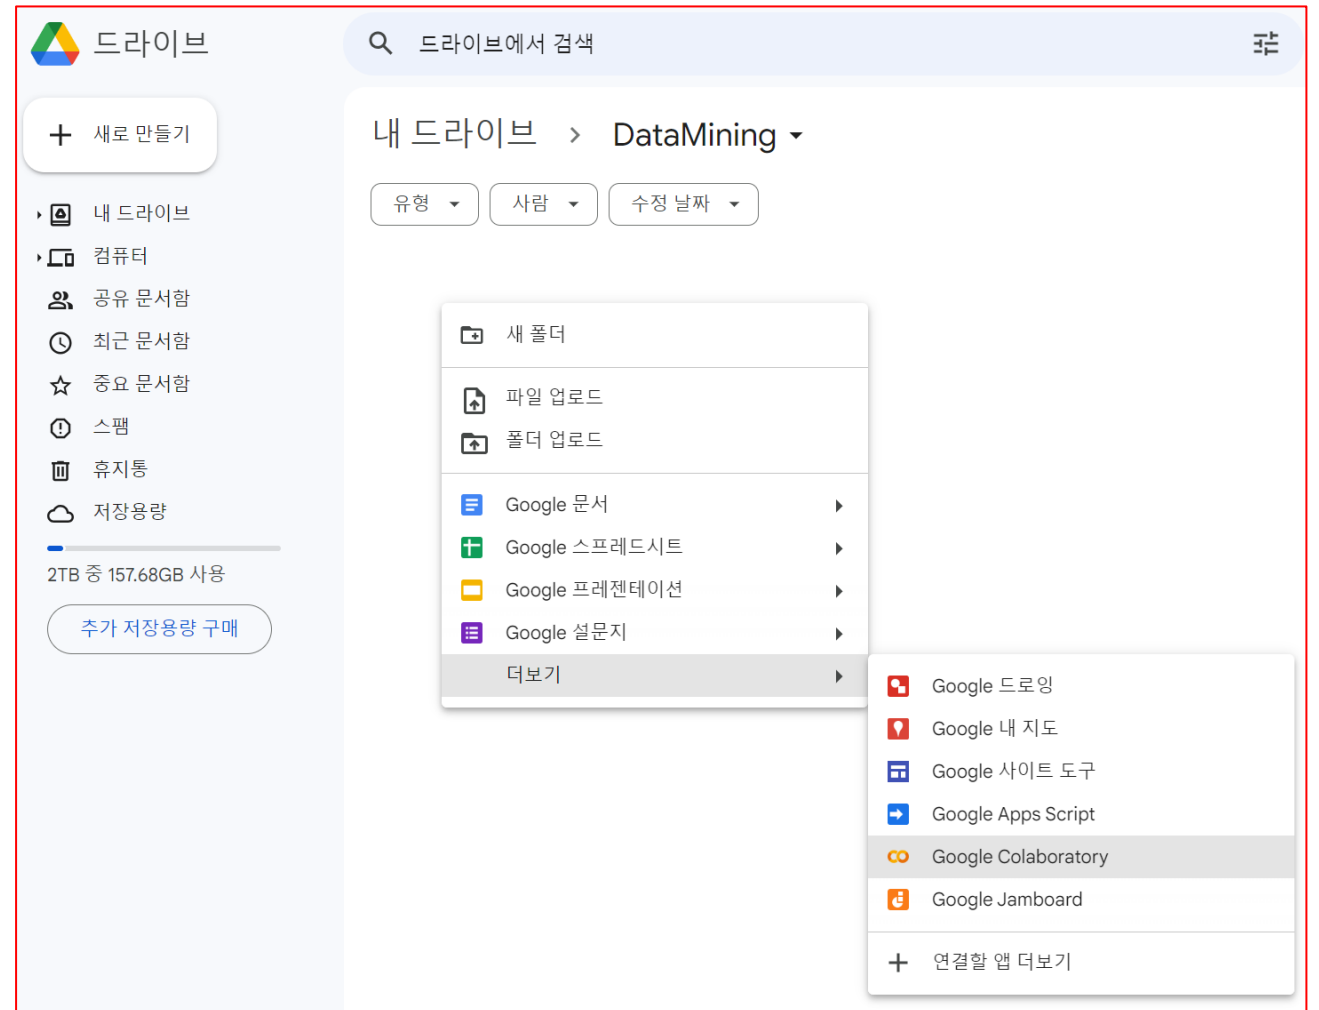 드라이브
드라이브에서 검색
새로 만들기
내 드라이브
컴퓨터
공유 문서함
최근 문서함
중요 문서함
스팸
휴지통
저장용량
2TB 중 157.68GB 사용
추가 저장용량 구매
내 드라이브 > DataMining
유형 사람 수정 날짜
새 폴더
파일 업로드
폴더 업로드
Google 문서
Google 스프레드시트
Google 프레젠테이션
Google 설문지
더보기
Google 드로잉
Google 내 지도
Google 사이트 도구
Google Apps Script
Google Colaboratory
Google Jamboard
연결할 앱 더보기